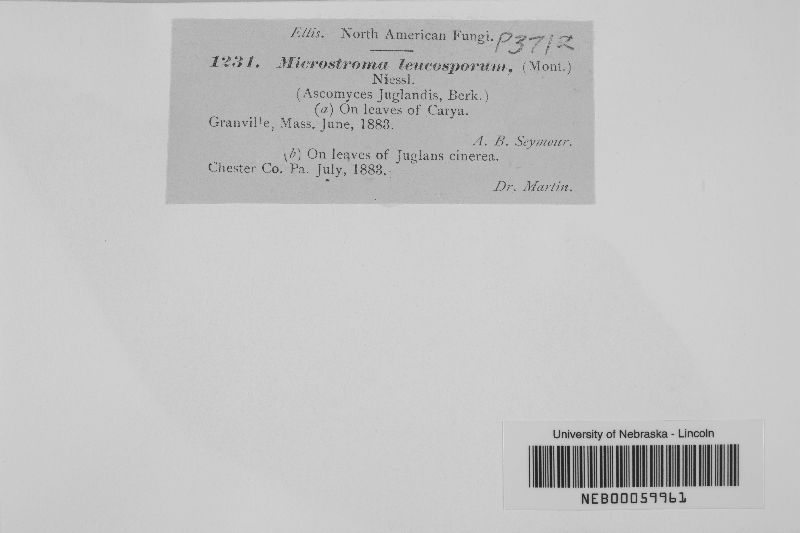 Ellis. North American Fungi. P3712
1231. Microstroma leucosporum, (Mont.)
Niessl.
(Ascomyces Juglandis, Berk.)
(a) On leaves of Carya.
Granville, Mass. June, 1883.
A. B. Seymour.
(b) On leaves of Juglans cinerea.
Chester Co. Pa. July, 1883.
Dr. Martin.
University of Nebraska - Lincoln
NEB00059961